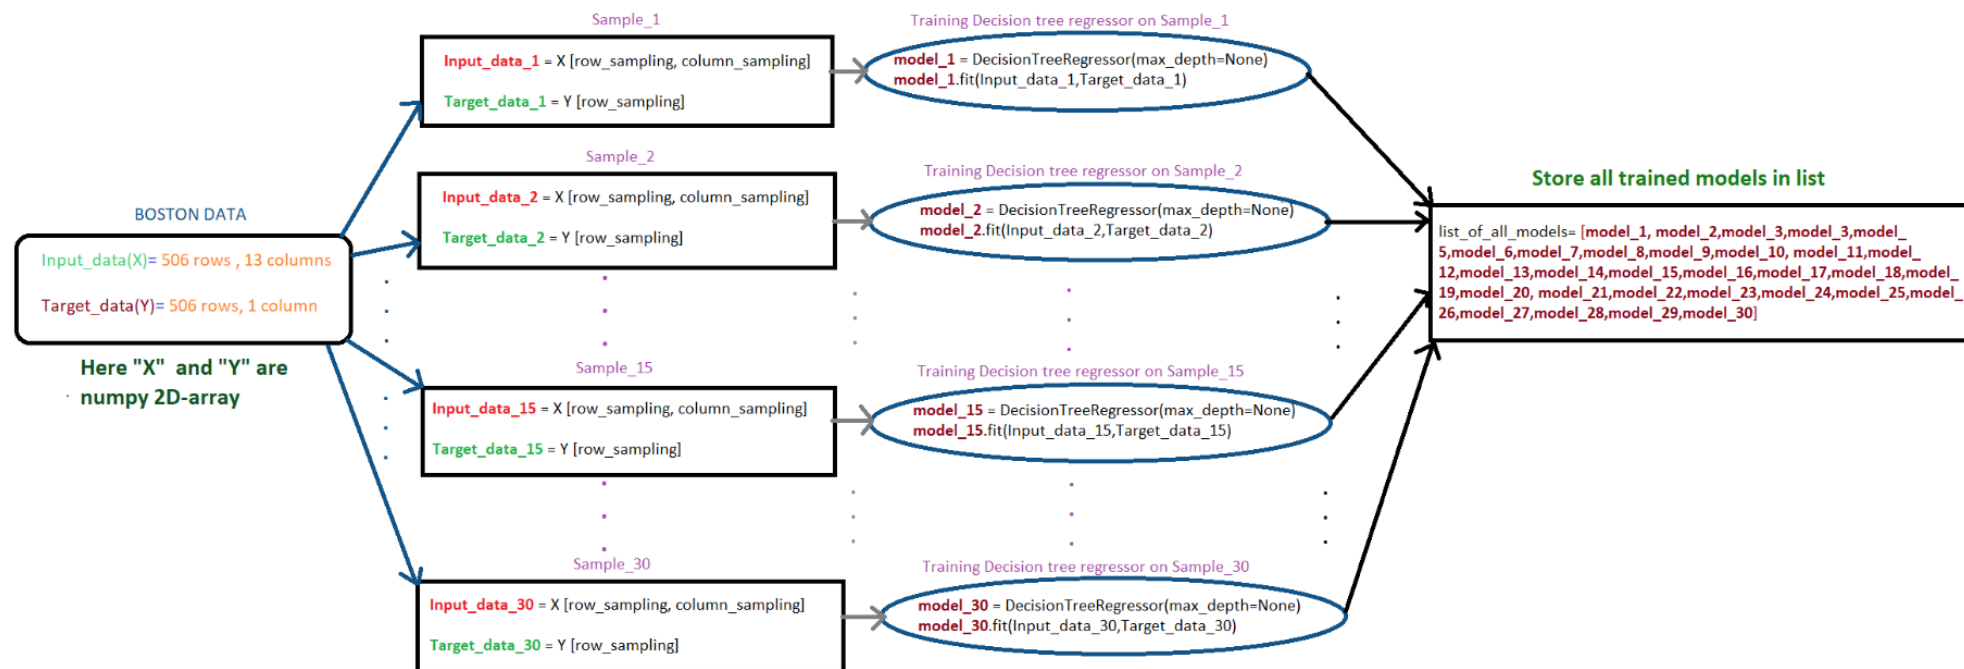 BOSTON DATA
Input_data(X)= 506 rows , 13 columns
Target_data(Y)= 506 rows, 1 column
Here "X" and "Y" are
numpy 2D-array
Sample_1
Input_data_1 = X [row_sampling, column_sampling]
Target_data_1 = Y [row_sampling]
Training Decision tree regressor on Sample_1
model_1 = DecisionTreeRegressor(max_depth=None)
model_1.fit(Input_data_1,Target_data_1)
Sample_2
Input_data_2 = X [row_sampling, column_sampling]
Target_data_2 = Y [row_sampling]
Training Decision tree regressor on Sample_2
model_2 = DecisionTreeRegressor(max_depth=None)
model_2.fit(Input_data_2,Target_data_2)
Sample_15
Input_data_15 = X [row_sampling, column_sampling]
Target_data_15 = Y [row_sampling]
Training Decision tree regressor on Sample_15
model_15 = DecisionTreeRegressor(max_depth=None)
model_15.fit(Input_data_15,Target_data_15)
Sample_30
Input_data_30 = X [row_sampling, column_sampling]
Target_data_30 = Y [row_sampling]
Training Decision tree regressor on Sample_30
model_30 = DecisionTreeRegressor(max_depth=None)
model_30.fit(Input_data_30,Target_data_30)
Store all trained models in list
list_of_all_models= [model_1, model_2,model_3,model_3,model_
5,model_6,model_7,model_8,model_9,model_10, model_11,model_
12,model_13,model_14,model_15,model_16,model_17,model_18,model_
19,model_20, model_21,model_22,model_23,model_24,model_25,model_
26,model_27,model_28,model_29,model_30]